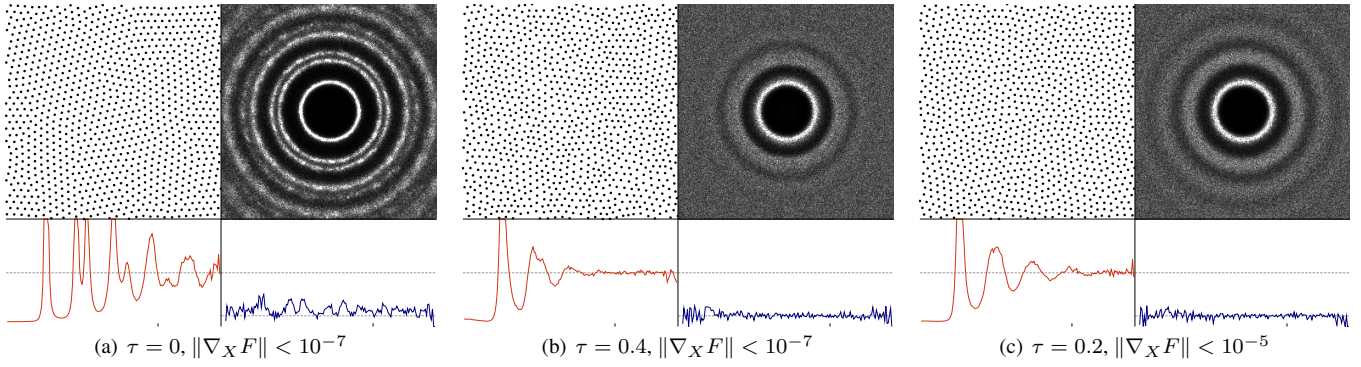 (a) τ = 0, ‖∇_X F‖ < 10⁻⁷
(b) τ = 0.4, ‖∇_X F‖ < 10⁻⁷
(c) τ = 0.2, ‖∇_X F‖ < 10⁻⁵